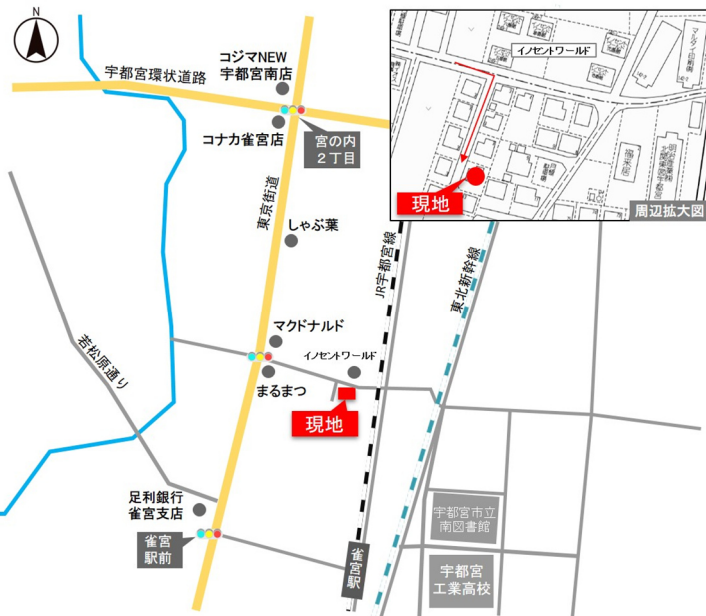 N
コジマNEW
宇都宮南店
宇都宮環状道路
コナカ雀宮店
宮の内
2丁目
東京街道
しゃぶ葉
JR宇都宮線
東北新幹線
マクドナルド
イノセントワールド
若松原通り
まるまつ
現地
足利銀行
雀宮支店
雀宮
駅前
雀宮駅
宇都宮市立
南図書館
宇都宮
工業高校
イノセントワールド
現地
周辺拡大図